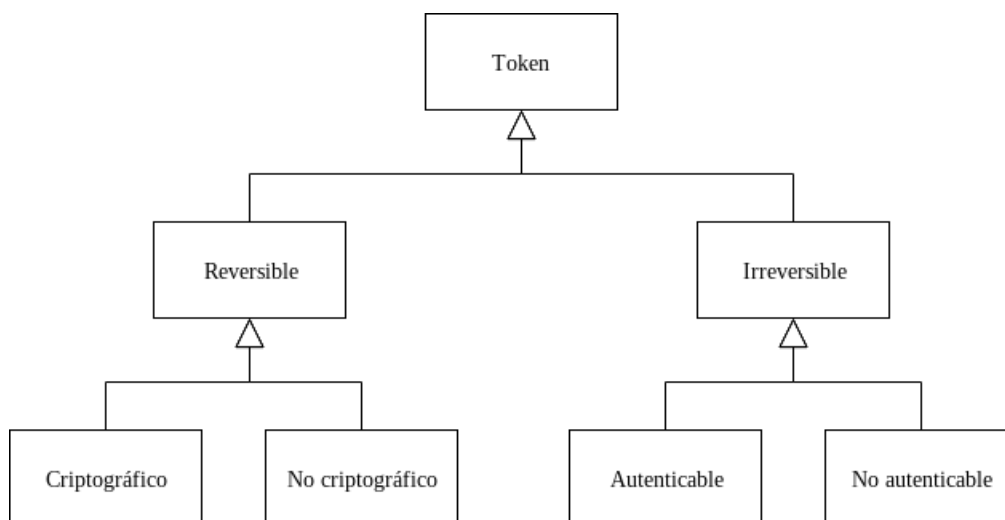 Token
Reversible
Irreversible
Criptográfico
No criptográfico
Autenticable
No autenticable